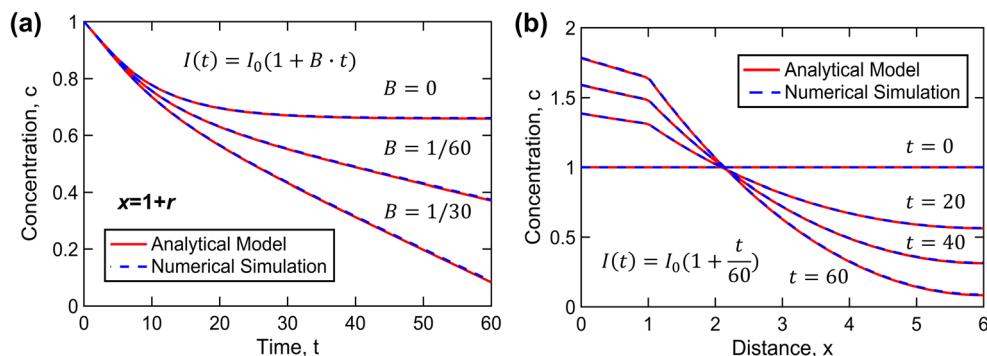 (a)
Concentration, c
1
0.8
0.6
0.4
0.2
0
I(t) = I₀(1 + B · t)
B = 0
B = 1/60
B = 1/30
x=1+r
Analytical Model
Numerical Simulation
0 10 20 30 40 50 60
Time, t
(b)
Concentration, c
2
1.5
1
0.5
0
Analytical Model
Numerical Simulation
t = 0
t = 20
t = 40
t = 60
I(t) = I₀(1 + t/60)
0 1 2 3 4 5 6
Distance, x